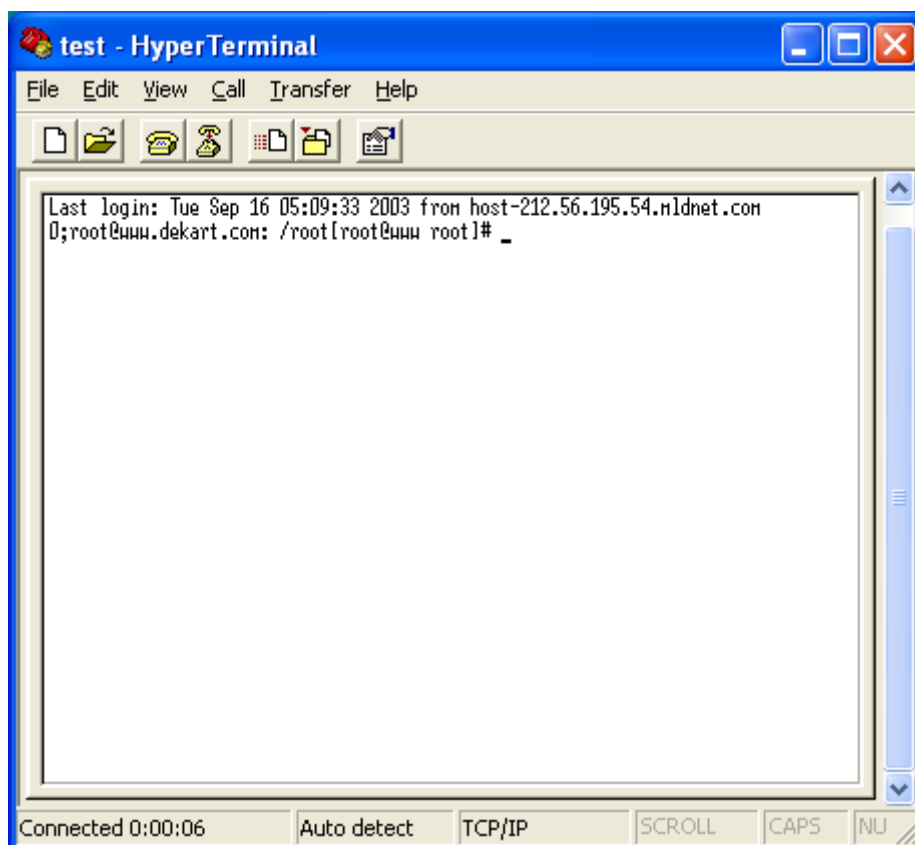 test - HyperTerminal
File Edit View Call Transfer Help
Last login: Tue Sep 16 05:09:33 2003 from host-212.56.195.54.mldnet.com
0;root@www.dekart.com: /root[root@www root]# _
Connected 0:00:06 Auto detect TCP/IP SCROLL CAPS NU